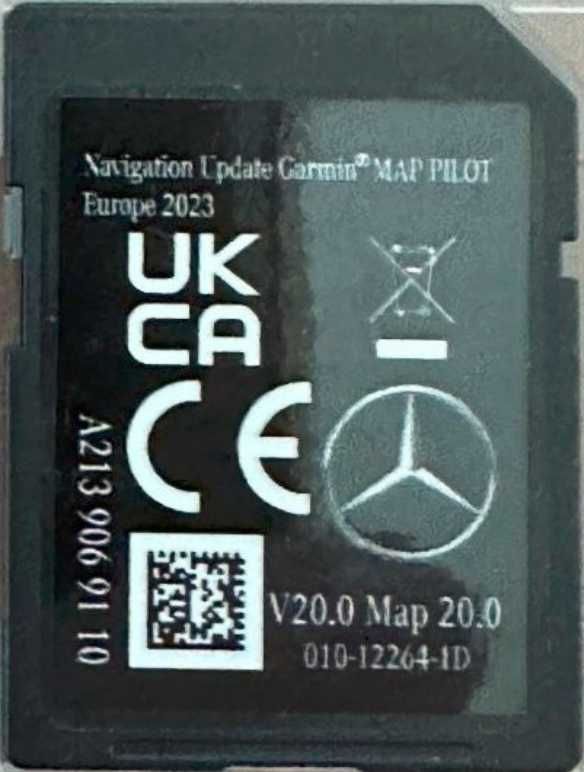 Navigation Update Garmin® MAP PILOT
Europe 2023
UK
CA
CE
A213 906 91 10
V20.0 Map 20.0
010-12264-1D